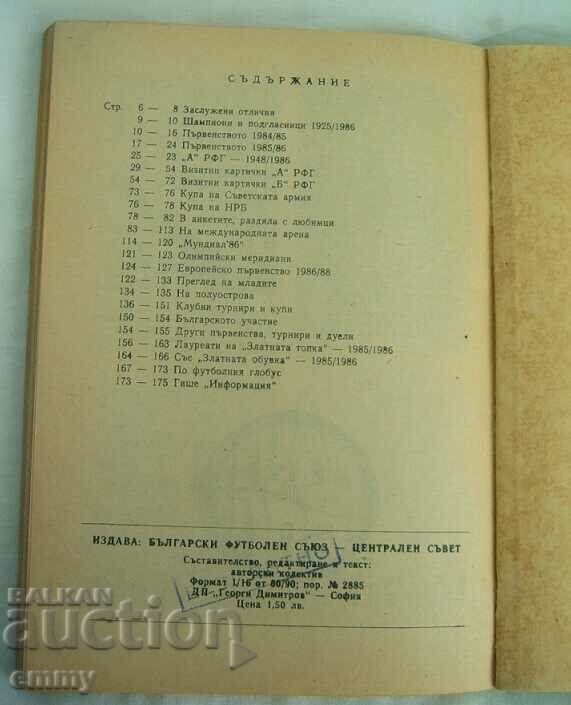 СЪДЪРЖАНИЕ
Стр. 6 — 8 Заслужени отличия
9 — 10 Шампиони и подгласници 1925/1986
10 — 16 Първенството 1984/85
17 — 24 Първенството 1985/86
25 — 23 „А" РФГ — 1948/1986
29 — 54 Визитни картички „А" РФГ
54 — 72 Визитни картички „Б" РФГ
73 — 76 Купа на Съветската армия
76 — 78 Купа на НРБ
78 — 82 В анкетите, раздяла с любимци
83 — 113 На международната арена
114 — 120 „Мундиал'86"
121 — 123 Олимпийски меридиани
124 — 127 Европейско първенство 1986/88
122 — 133 Преглед на младите
134 — 135 На полуострова
136 — 151 Клубни турнири и купи
150 — 154 Българското участие
154 — 155 Други първенства, турнири и дуели
156 — 163 Лауреати на „Златната топка" — 1985/1986
164 — 166 Със „Златната обувка" — 1985/1986
167 — 173 По футболния глобус
173 — 175 Гише „Информация"
ИЗДАВА: БЪЛГАРСКИ ФУТБОЛЕН СЪЮЗ — ЦЕНТРАЛЕН СЪВЕТ
Съставителство, редактиране и текст:
авторски колектив
Формат 1/16 от 60/90; пор. № 2885
ДП „Георги Димитров" — София
Цена 1,50 лв.
BALKAN
auction
emmy